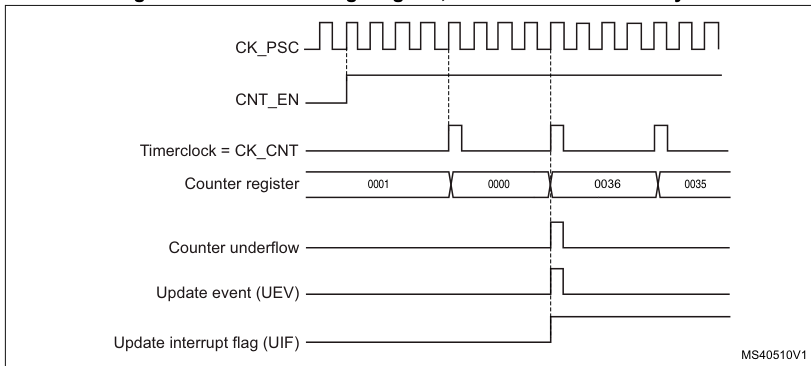 CK_PSC
CNT_EN
Timerclock = CK_CNT
Counter register
0001
0000
0036
0035
Counter underflow
Update event (UEV)
Update interrupt flag (UIF)
MS40510V1